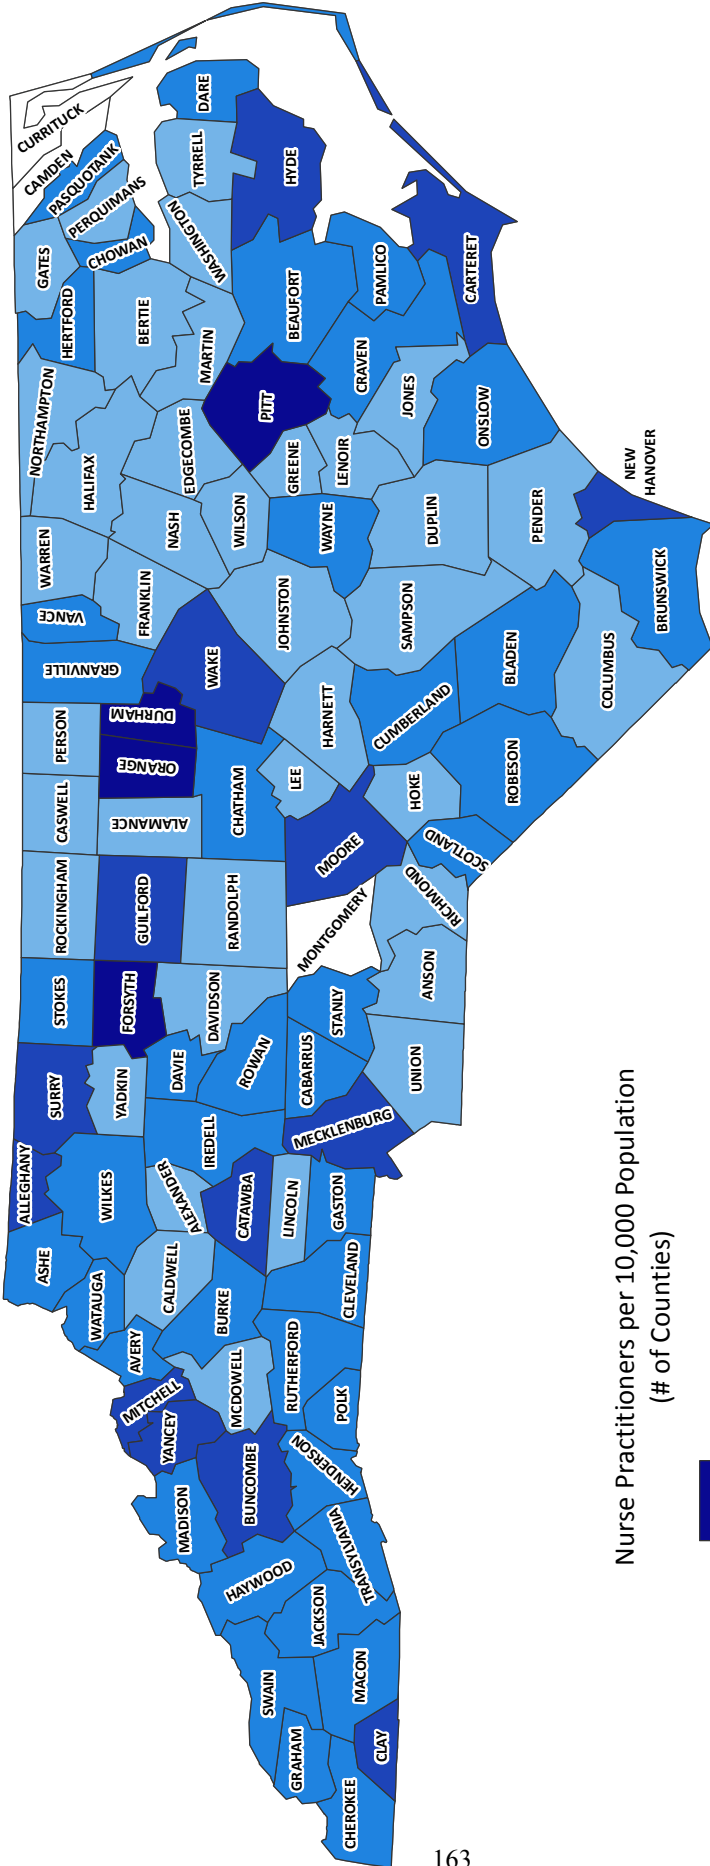 CURRITUCK
CAMDEN
PASQUOTANK
PERQUIMANS
CHOWAN
GATES
HERTFORD
BERTIE
NORTHAMPTON
HALIFAX
MARTIN
WASHINGTON
TYRRELL
DARE
HYDE
BEAUFORT
PAMLICO
CARTERET
CRAVEN
JONES
ONSLOW
PITT
EDGECOMBE
GREENE
LENOIR
NEW
HANOVER
WARREN
NASH
WILSON
WAYNE
DUPLIN
PENDER
BRUNSWICK
VANCE
FRANKLIN
JOHNSTON
SAMPSON
BLADEN
COLUMBUS
GRANVILLE
WAKE
HARNETT
CUMBERLAND
ROBESON
PERSON
DURHAM
ORANGE
CASWELL
ALAMANCE
CHATHAM
LEE
HOKE
MOORE
SCOTLAND
RICHMOND
ROCKINGHAM
GUILFORD
RANDOLPH
MONTGOMERY
ANSON
STOKES
FORSYTH
DAVIDSON
STANLY
UNION
SURRY
YADKIN
DAVIE
ROWAN
CABARRUS
MECKLENBURG
ALLEGHANY
WILKES
IREDELL
ALEXANDER
CATAWBA
LINCOLN
GASTON
ASHE
WATAUGA
CALDWELL
BURKE
CLEVELAND
AVERY
MITCHELL
YANCEY
MCDOWELL
RUTHERFORD
POLK
MADISON
BUNCOMBE
HENDERSON
HAYWOOD
TRANSYLVANIA
JACKSON
SWAIN
MACON
GRAHAM
CLAY
CHEROKEE
Nurse Practitioners per 10,000 Population
(# of Counties)
163